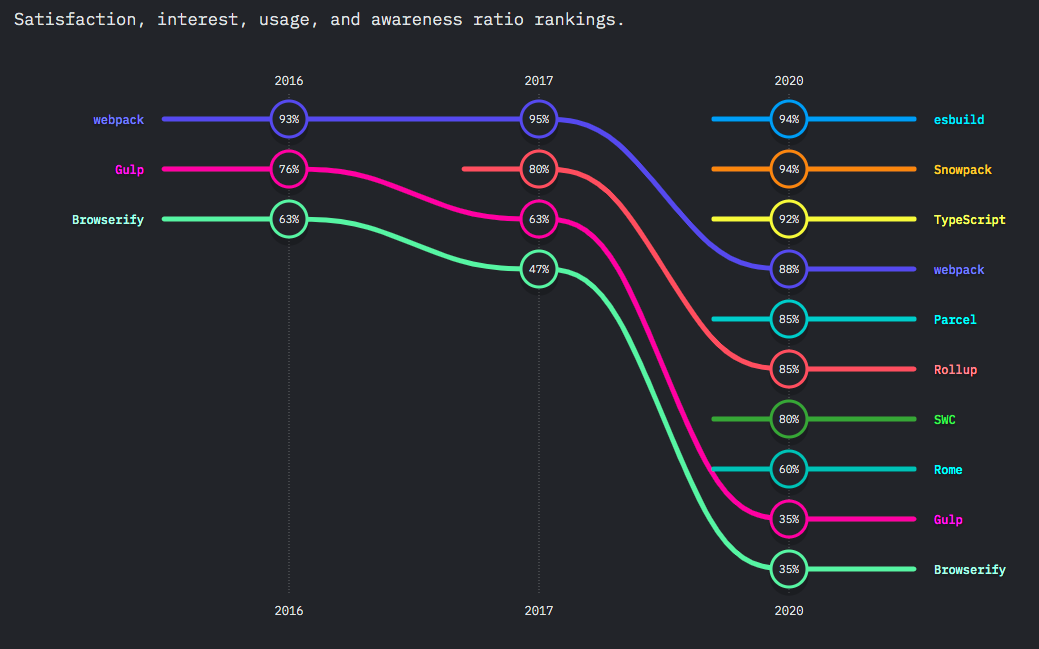 Satisfaction, interest, usage, and awareness ratio rankings.
2016 2017 2020
webpack 93% 95% 94% esbuild
Gulp 76% 80% 94% Snowpack
Browserify 63% 63% 92% TypeScript
47% 88% webpack
85% Parcel
85% Rollup
80% SWC
60% Rome
35% Gulp
35% Browserify
2016 2017 2020